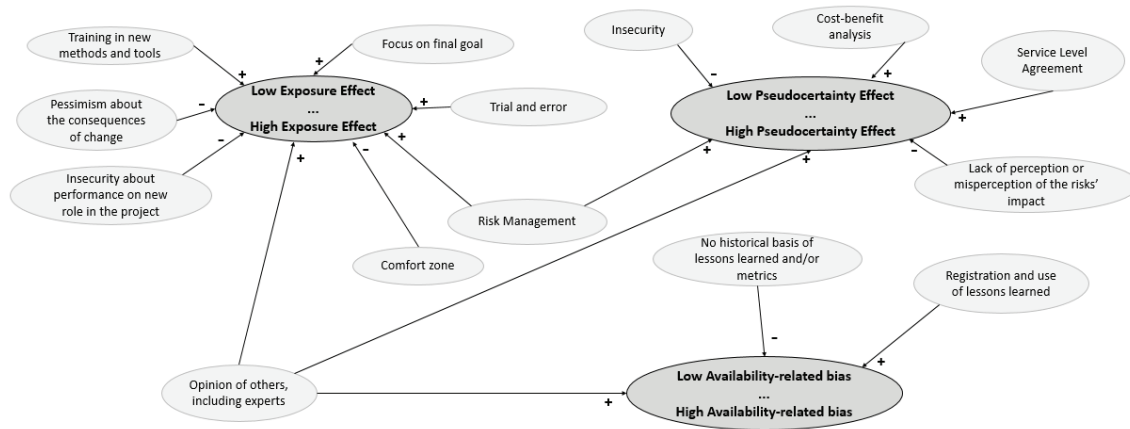 Training in new
methods and tools
Focus on final goal
Insecurity
Cost-benefit
analysis
Service Level
Agreement
+
+
-
+
Low Exposure Effect
...
High Exposure Effect
Pessimism about
the consequences
of change
-
+
Trial and error
Low Pseudocertainty Effect
...
High Pseudocertainty Effect
+
-
+
-
+
+
+
-
Insecurity about
performance on new
role in the project
Risk Management
Lack of perception or
misperception of the risks'
impact
Comfort zone
No historical basis of
lessons learned and/or
metrics
Registration and use
of lessons learned
-
+
Opinion of others,
including experts
+
Low Availability-related bias
...
High Availability-related bias